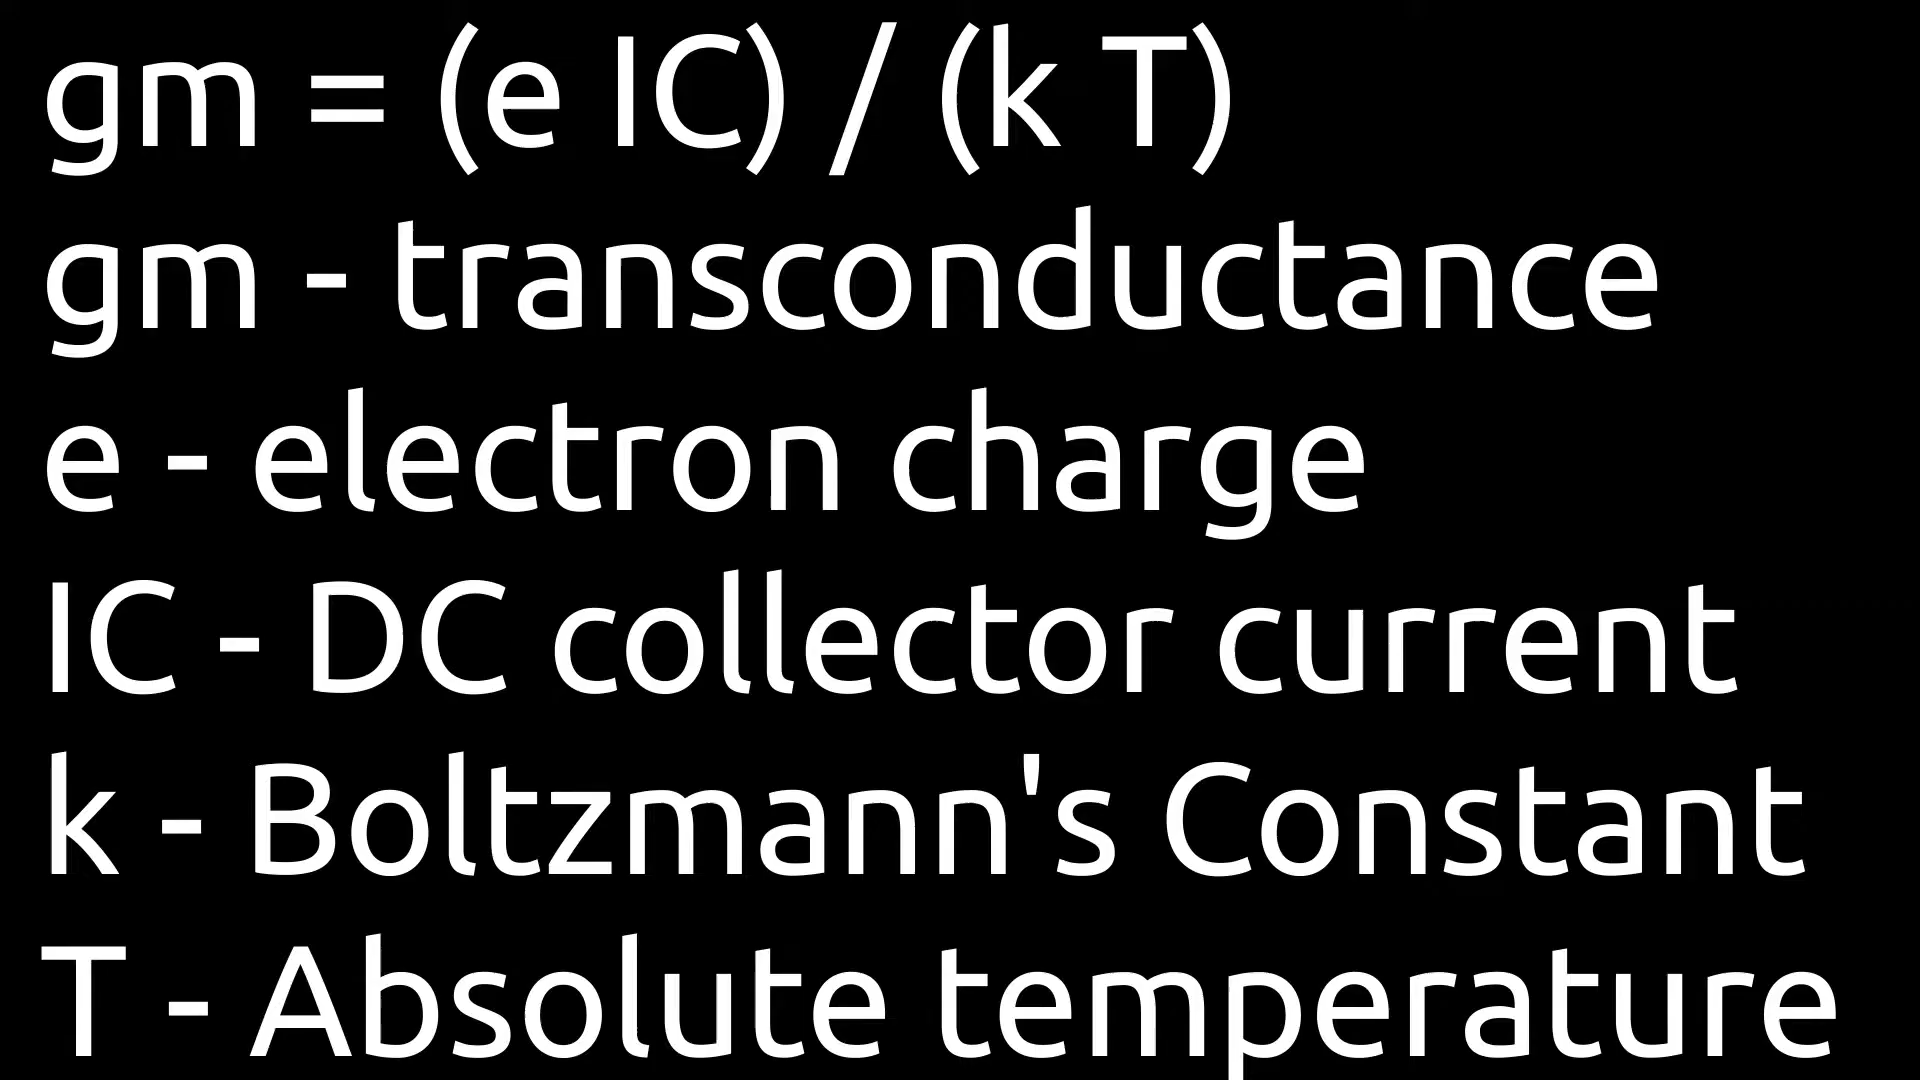 gm = (e IC) / (k T)
gm - transconductance
e - electron charge
IC - DC collector current
k - Boltzmann's Constant
T - Absolute temperature